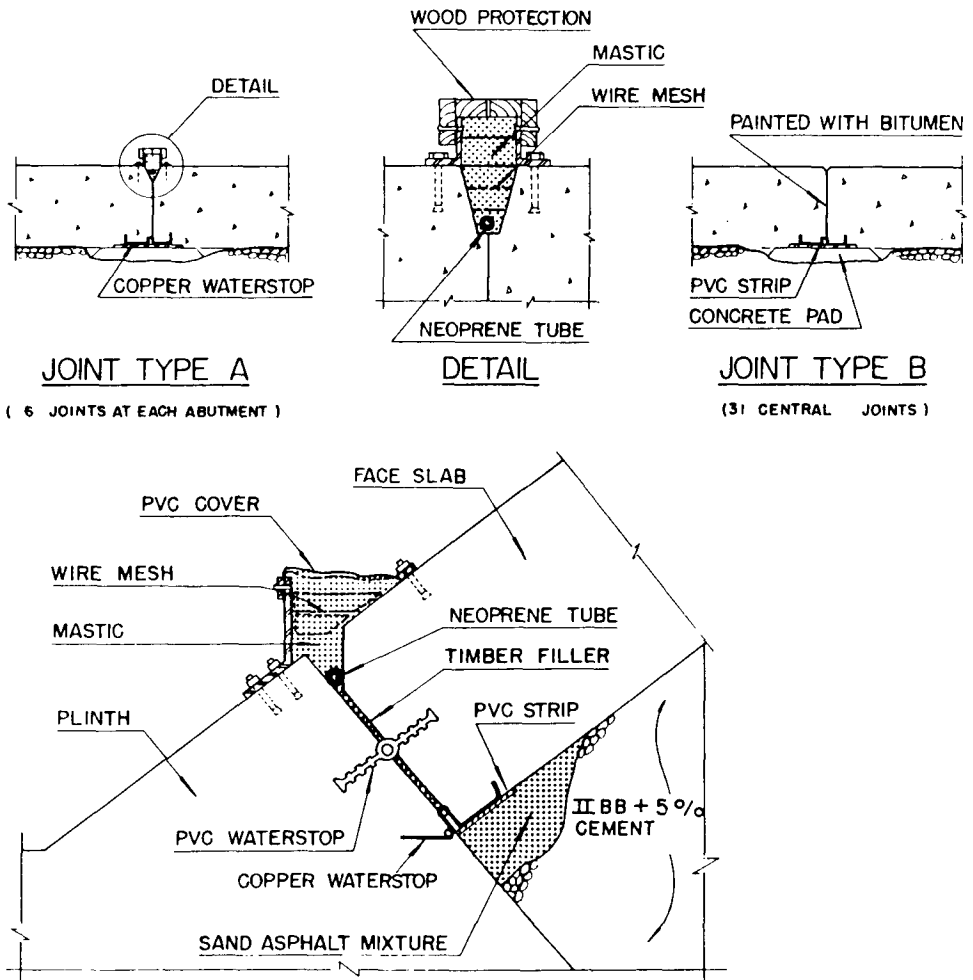 WOOD PROTECTION
MASTIC
WIRE MESH
DETAIL
PAINTED WITH BITUMEN
COPPER WATERSTOP
NEOPRENE TUBE
PVC STRIP
CONCRETE PAD
JOINT TYPE A
( 6 JOINTS AT EACH ABUTMENT )
DETAIL
JOINT TYPE B
(31 CENTRAL JOINTS )
FACE SLAB
PVC COVER
WIRE MESH
MASTIC
NEOPRENE TUBE
TIMBER FILLER
PVC STRIP
PLINTH
II BB + 5%
CEMENT
PVC WATERSTOP
COPPER WATERSTOP
SAND ASPHALT MIXTURE